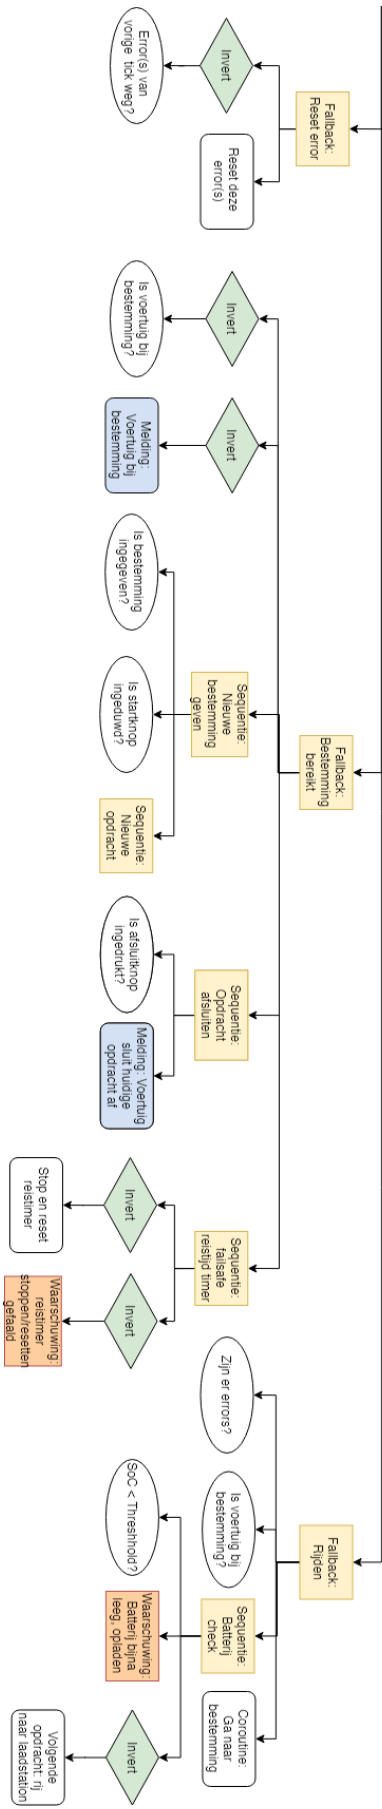 Fallback:
Reset error
Invert
Error(s) van
vorige tick weg?
Reset deze
error(s)
Fallback:
Bestemming
bereikt
Invert
Is voertuig bij
bestemming?
Invert
Melding:
Voertuig bij
bestemming
Sequentie:
Nieuwe
bestemming
geven
Is bestemming
ingegeven?
Is startknop
ingeduwd?
Sequentie:
Nieuwe
opdracht
Sequentie:
Opdracht
afsluiten
Is afsluitknop
ingedrukt?
Melding: Voertuig
sluit huidige
opdracht af
Sequentie:
failsafe
reistijd timer
Invert
Stop en reset
reistimer
Invert
Waarschuwing:
reistimer
stoppen/resetten
gefaald
Fallback:
Rijden
Zijn er errors?
Is voertuig bij
bestemming?
Sequentie:
Batterij
check
SoC < Threshhold?
Waarschuwing:
Batterij bijna
leeg, opladen
Invert
Volgende
opdracht: rij
naar laadstation
Coroutine:
Ga naar
bestemming